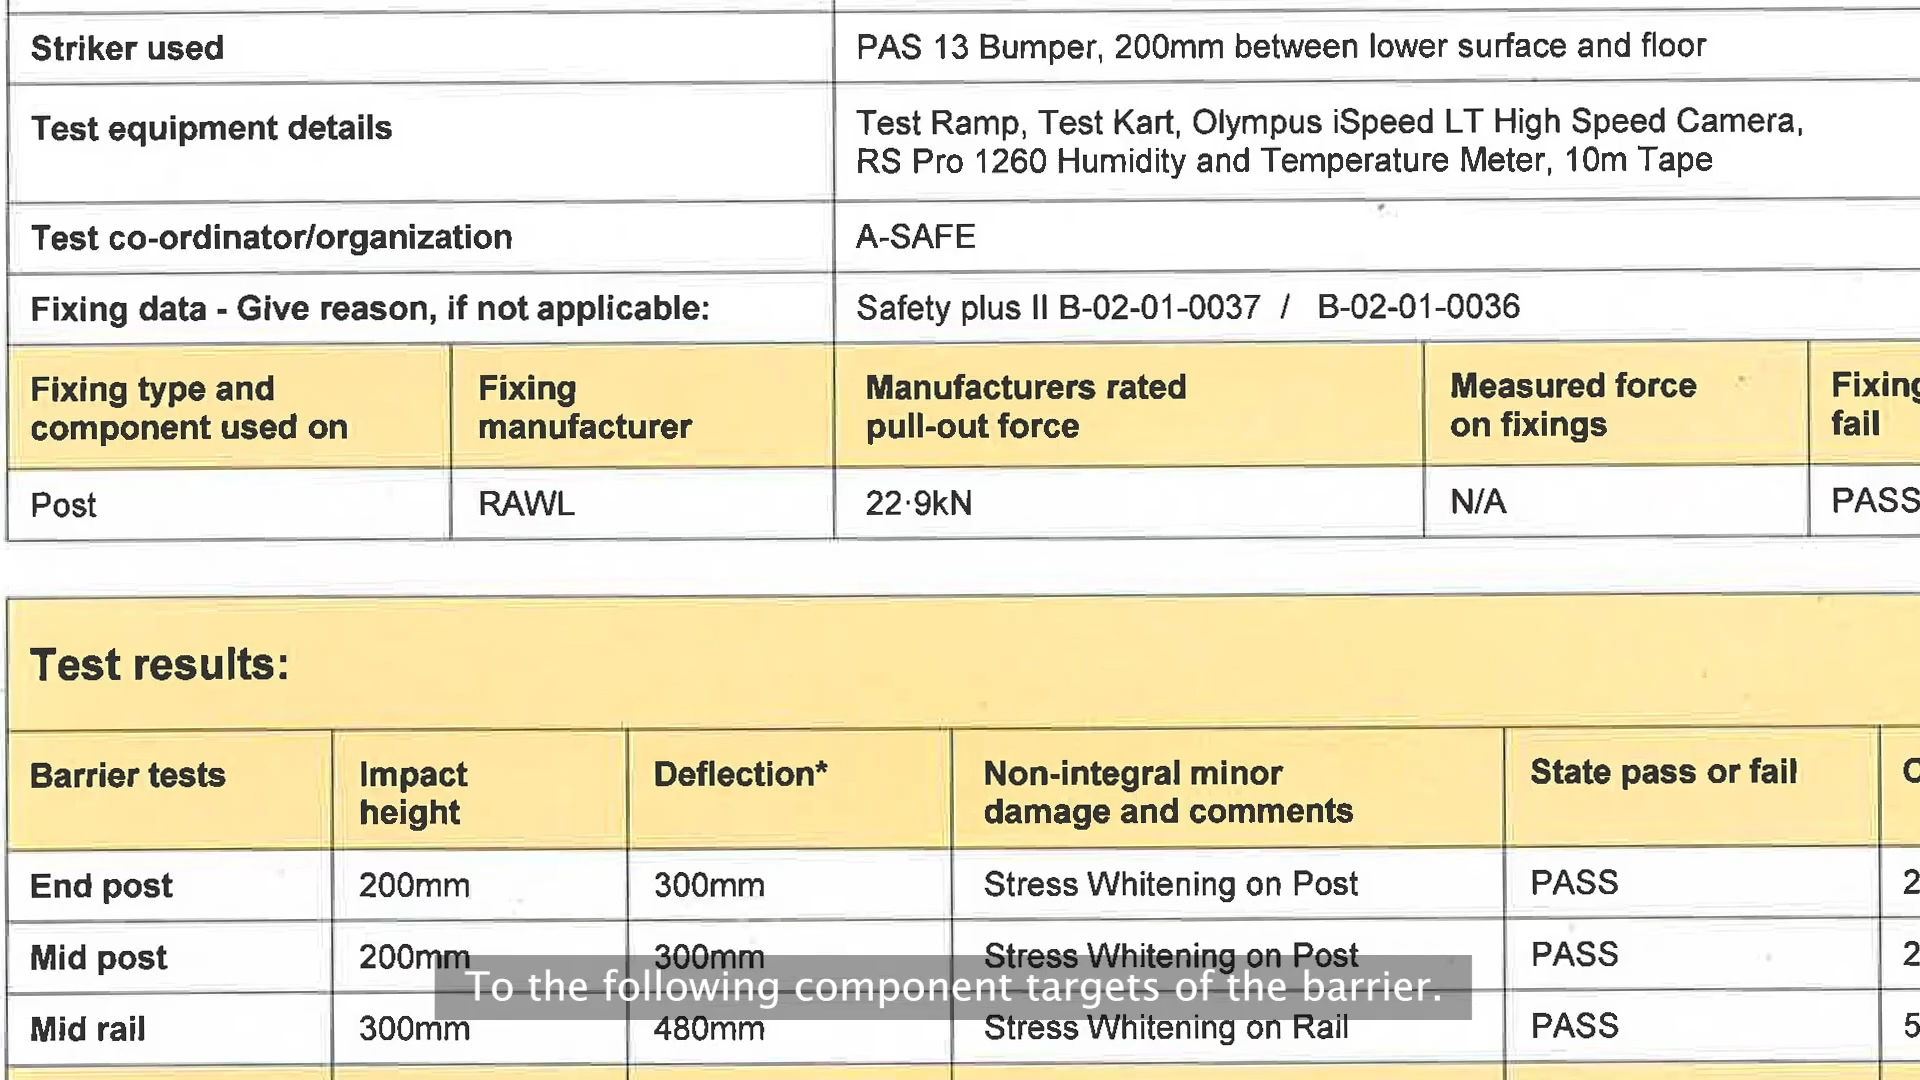 Striker used
PAS 13 Bumper, 200mm between lower surface and floor
Test equipment details
Test Ramp, Test Kart, Olympus iSpeed LT High Speed Camera,
RS Pro 1260 Humidity and Temperature Meter, 10m Tape
Test co-ordinator/organization
A-SAFE
Fixing data - Give reason, if not applicable:
Safety plus II B-02-01-0037 / B-02-01-0036
Fixing type and
component used on
Fixing
manufacturer
Manufacturers rated
pull-out force
Measured force
on fixings
Fixing
fail
Post
RAWL
22·9kN
N/A
PASS
Test results:
Barrier tests
Impact
height
Deflection*
Non-integral minor
damage and comments
State pass or fail
End post
200mm
300mm
Stress Whitening on Post
PASS
Mid post
200mm
300mm
Stress Whitening on Post
PASS
To the following component targets of the barrier.
Mid rail
300mm
480mm
Stress Whitening on Rail
PASS